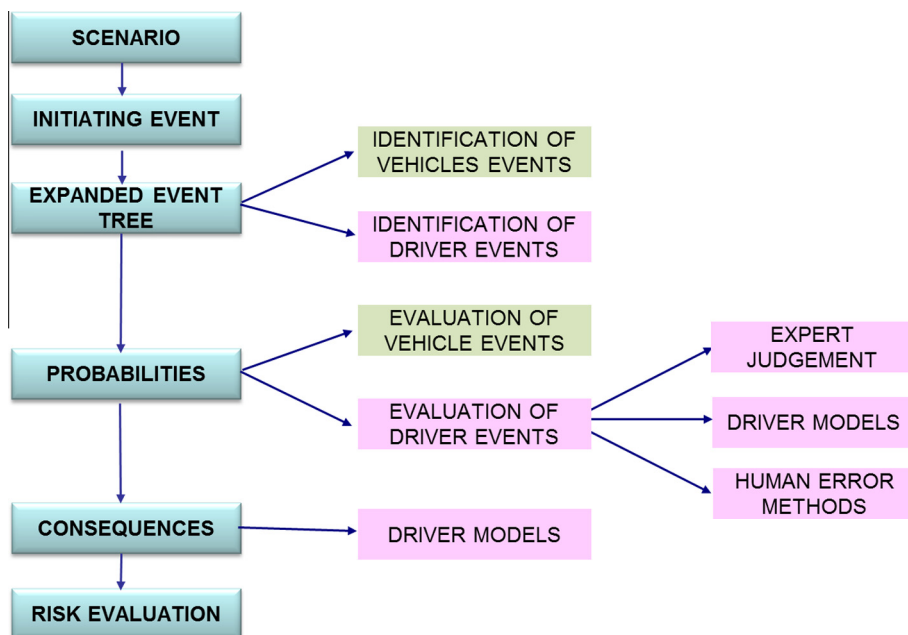 SCENARIO
INITIATING EVENT
IDENTIFICATION OF
VEHICLES EVENTS
EXPANDED EVENT
TREE
IDENTIFICATION OF
DRIVER EVENTS
EVALUATION OF
VEHICLE EVENTS
PROBABILITIES
EVALUATION OF
DRIVER EVENTS
EXPERT
JUDGEMENT
DRIVER MODELS
HUMAN ERROR
METHODS
CONSEQUENCES
DRIVER MODELS
RISK EVALUATION